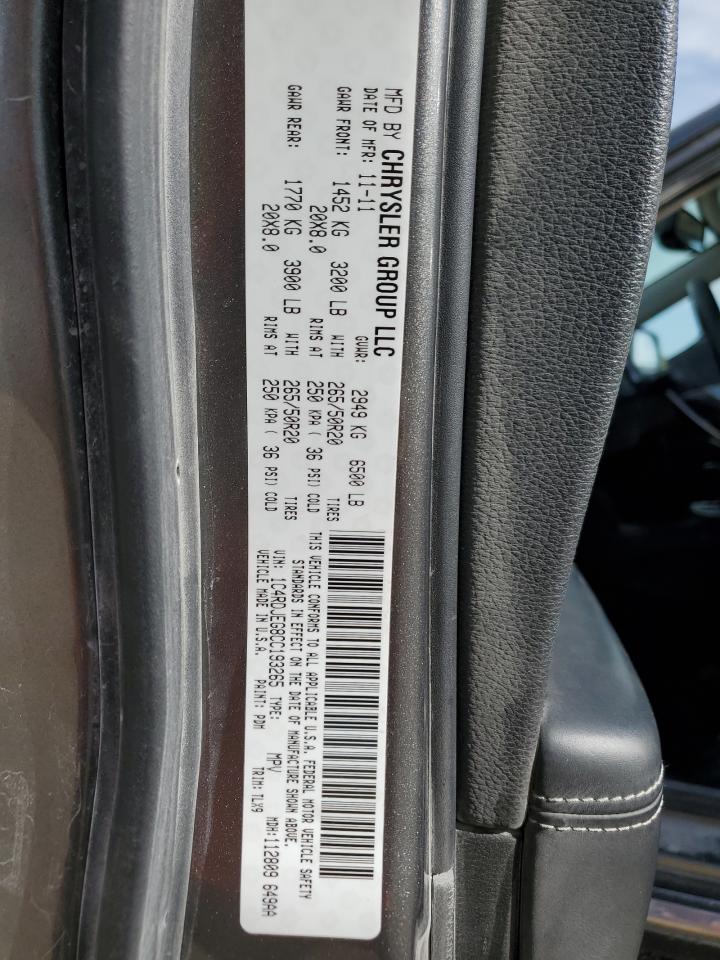 MFD BY CHRYSLER GROUP LLC
DATE OF MFR: 11-11 GVWR: 2949 KG 6500 LB
GAWR FRONT: 1452 KG 3200 LB WITH 265/50R20 TIRES
20X8.0 RIMS AT 250 KPA ( 36 PSI) COLD
GAWR REAR: 1770 KG 3900 LB WITH 265/50R20 TIRES
20X8.0 RIMS AT 250 KPA ( 36 PSI) COLD
THIS VEHICLE CONFORMS TO ALL APPLICABLE U.S.A. FEDERAL MOTOR VEHICLE SAFETY
STANDARDS IN EFFECT ON THE DATE OF MANUFACTURE SHOWN ABOVE.
VIN: 1C4RDJEG8CC193265 TYPE: MPV MDH:112809 649AA
VEHICLE MADE IN U.S.A. PAINT: PDM TRIM:TLX9